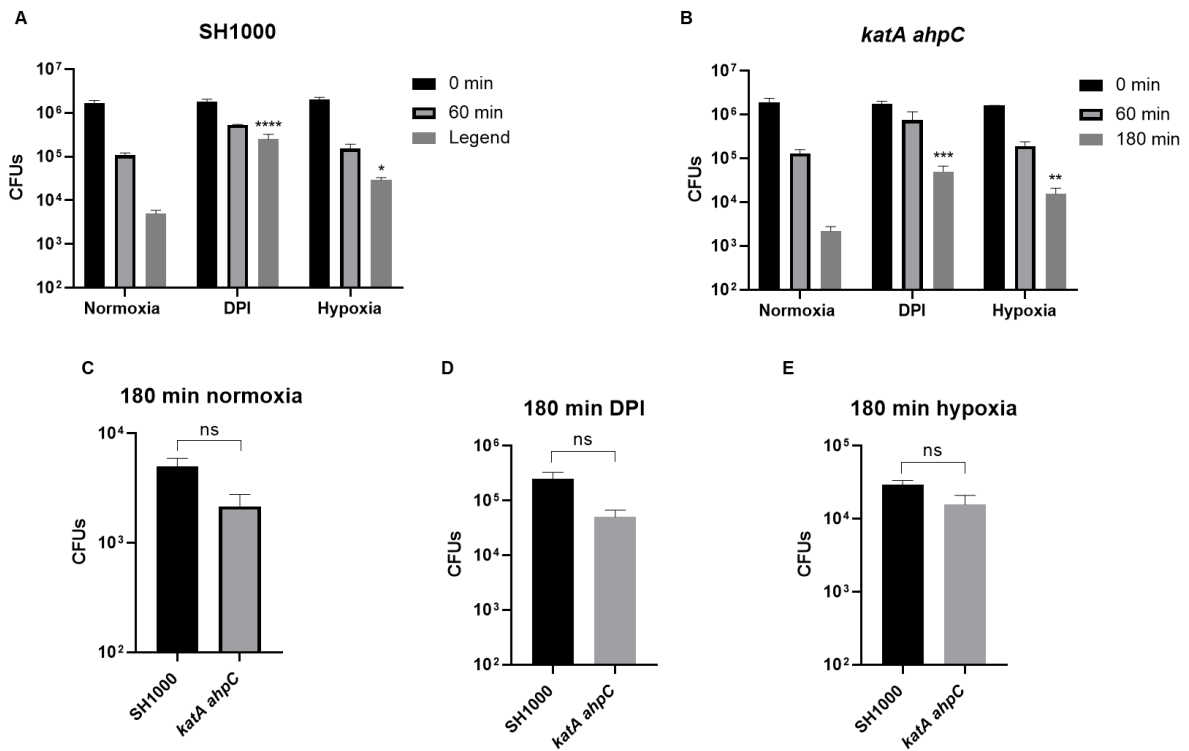 A
SH1000
10⁷
10⁶
10⁵
10⁴
10³
10²
CFUs
Normoxia
DPI
Hypoxia
****
*
0 min
60 min
Legend
B
katA ahpC
10⁷
10⁶
10⁵
10⁴
10³
10²
CFUs
Normoxia
DPI
Hypoxia
***
**
0 min
60 min
180 min
C
180 min normoxia
10⁴
10³
10²
CFUs
ns
SH1000
katA ahpC
D
180 min DPI
10⁶
10⁵
10⁴
10³
10²
CFUs
ns
SH1000
katA ahpC
E
180 min hypoxia
10⁵
10⁴
10³
10²
CFUs
ns
SH1000
katA ahpC